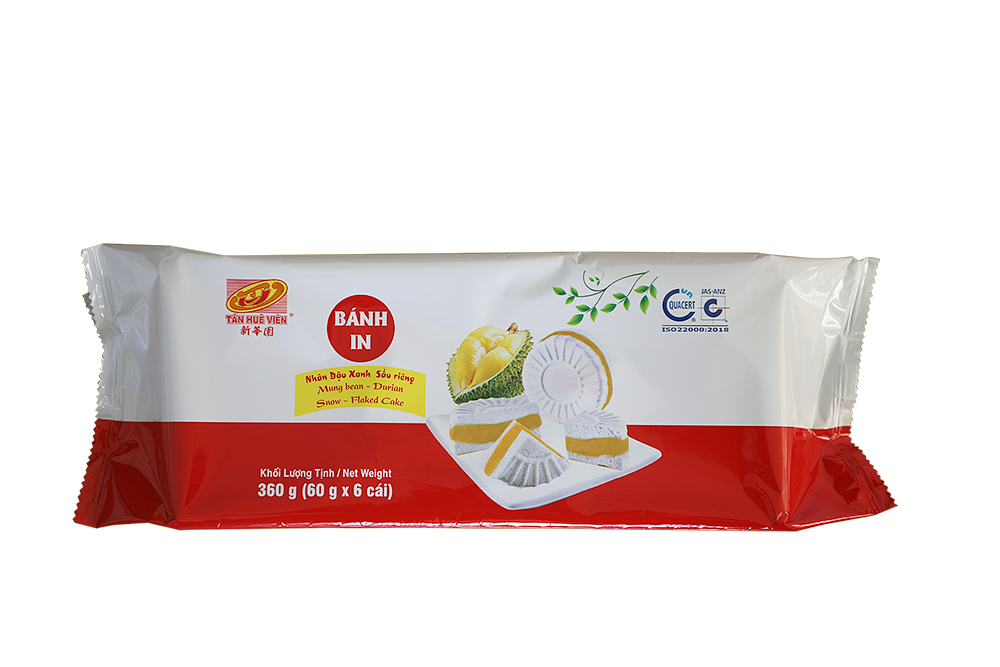 TÂN HUÊ VIÊN
®
新華園
BÁNH
IN
Nhân Đậu Xanh Sầu riêng
Mung bean - Durian
Snow - Flaked Cake
Khối Lượng Tịnh / Net Weight
360 g (60 g x 6 cái)
QUACERT
®
JAS-ANZ
C
ISO22000:2018